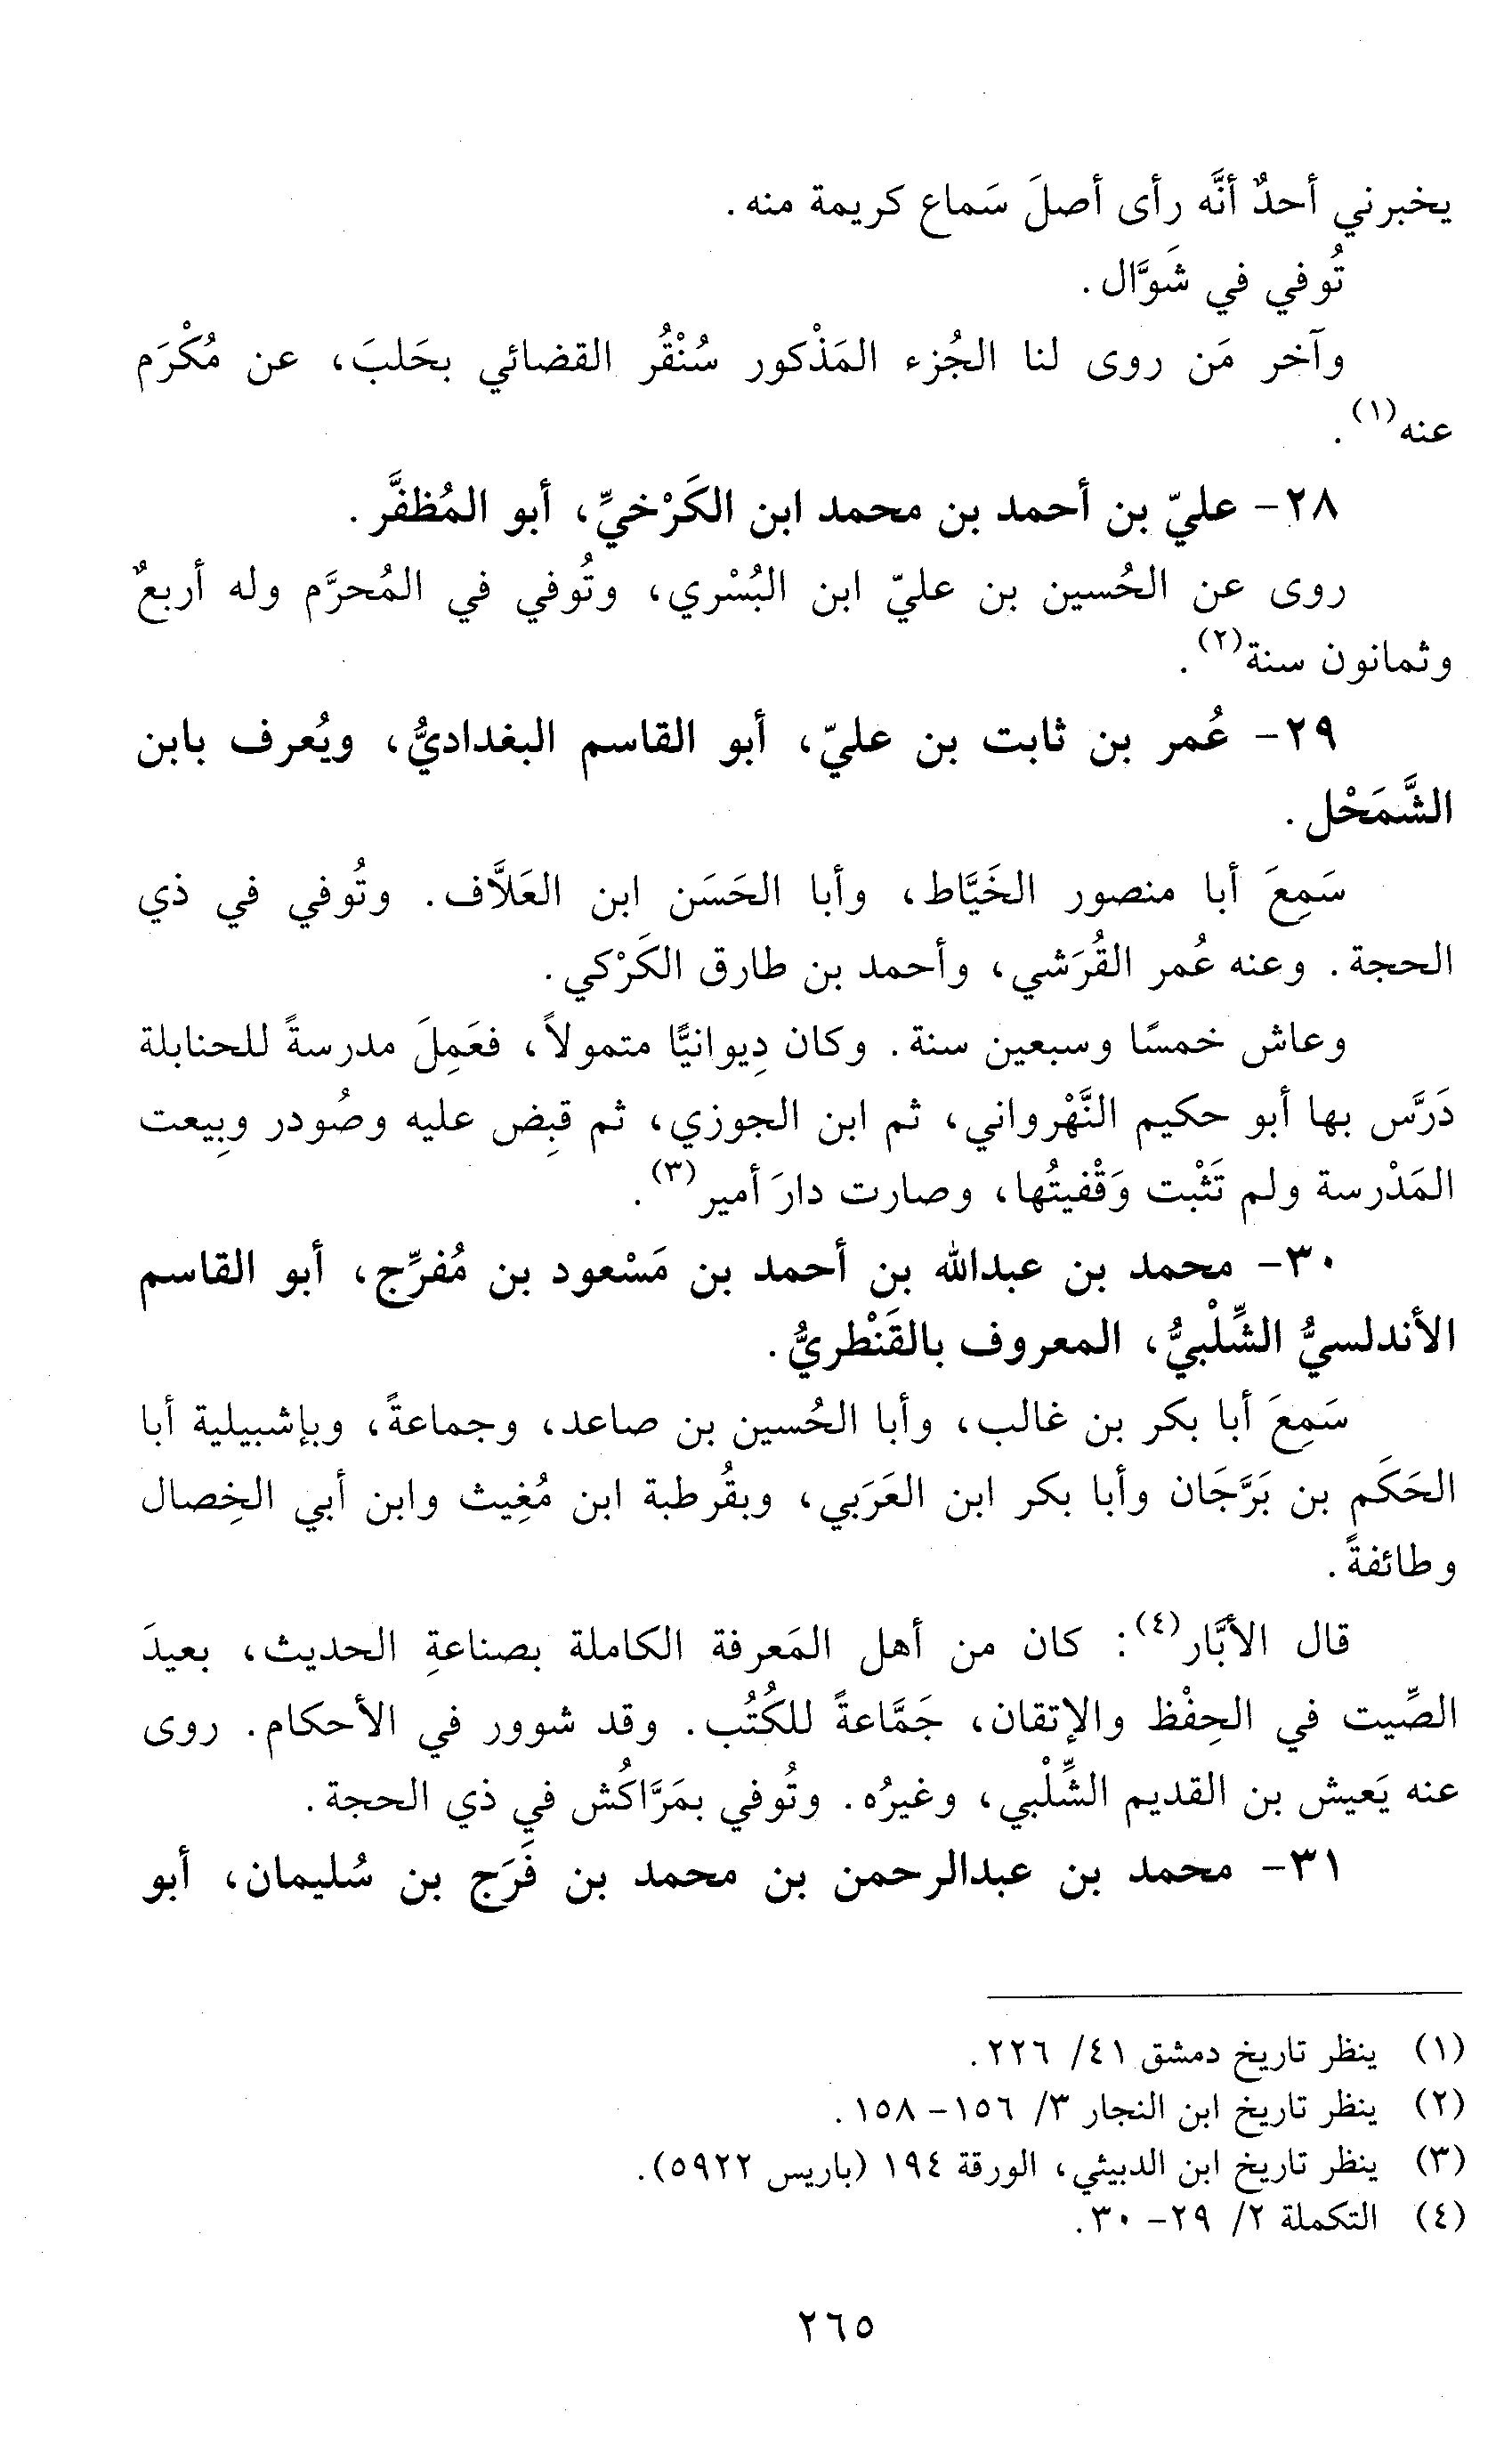 يخبرني أحدٌ أنَّه رأى أصلَ سَماع كريمة منه.
تُوفي في شَوَّال.
وآخر مَن روى لنا الجُزء المَذْكور سُنْقُر القضائي بحَلبَ، عن مُكْرَم
عنه(١).
٢٨- عليّ بن أحمد بن محمد ابن الكَرْخيِّ، أبو المُظفَّر.
روى عن الحُسين بن عليّ ابن البُسْري، وتُوفي في المُحرَّم وله أربعٌ
وثمانون سنة(٢).
٢٩- عُمر بن ثابت بن عليّ، أبو القاسم البغداديُّ، ويُعرف بابن
الشَّمَحْل.
سَمِعَ أبا منصور الخَيَّاط، وأبا الحَسَن ابن العَلاَّف. وتُوفي في ذي
الحجة. وعنه عُمر القُرَشي، وأحمد بن طارق الكَرْكي.
وعاش خمسًا وسبعين سنة. وكان دِيوانيًّا متمولاً، فعَمِلَ مدرسةً للحنابلة
دَرَّس بها أبو حكيم النَّهْرواني، ثم ابن الجوزي، ثم قبِض عليه وصُودر وبِيعت
المَدْرسة ولم تَثْبت وَقْفيتُها، وصارت دارَ أمير(٣).
٣٠- محمد بن عبدالله بن أحمد بن مَسْعود بن مُفرِّج، أبو القاسم
الأندلسيُّ الشِّلْبيُّ، المعروف بالقَنْطريُّ.
سَمِعَ أبا بكر بن غالب، وأبا الحُسين بن صاعد، وجماعةً، وبإشبيلية أبا
الحَكَم بن بَرَّجَان وأبا بكر ابن العَرَبي، وبقُرطبة ابن مُغِيث وابن أبي الخِصال
وطائفةً.
قال الأبَّار(٤): كان من أهل المَعرفة الكاملة بصناعةِ الحديث، بعيدَ
الصِّيت في الحِفْظ والإتقان، جَمَّاعةً للكُتُب. وقد شوور في الأحكام. روى
عنه يَعيش بن القديم الشِّلْبي، وغيرُه. وتُوفي بمَرَّاكُش في ذي الحجة.
٣١- محمد بن عبدالرحمن بن محمد بن فَرَج بن سُليمان، أبو
(١) ينظر تاريخ دمشق ٤١/ ٢٢٦.
(٢) ينظر تاريخ ابن النجار ٣/ ١٥٦- ١٥٨.
(٣) ينظر تاريخ ابن الدبيثي، الورقة ١٩٤ (باريس ٥٩٢٢).
(٤) التكملة ٢/ ٢٩- ٣٠.
٢٦٥